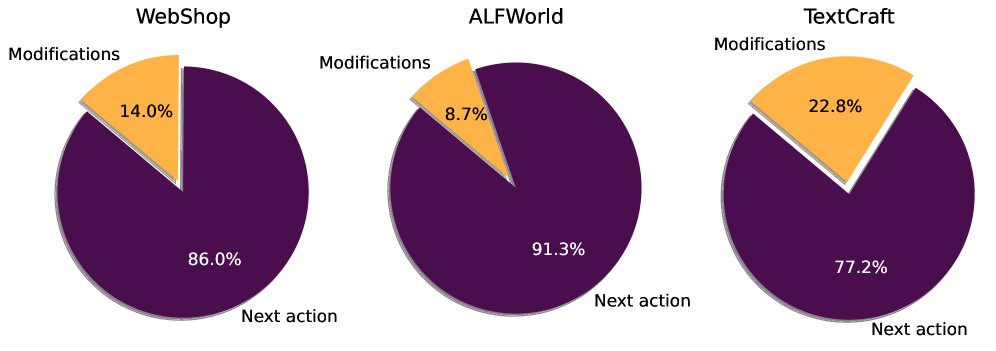 WebShop
Modifications
14.0%
86.0%
Next action
ALFWorld
Modifications
8.7%
91.3%
Next action
TextCraft
Modifications
22.8%
77.2%
Next action